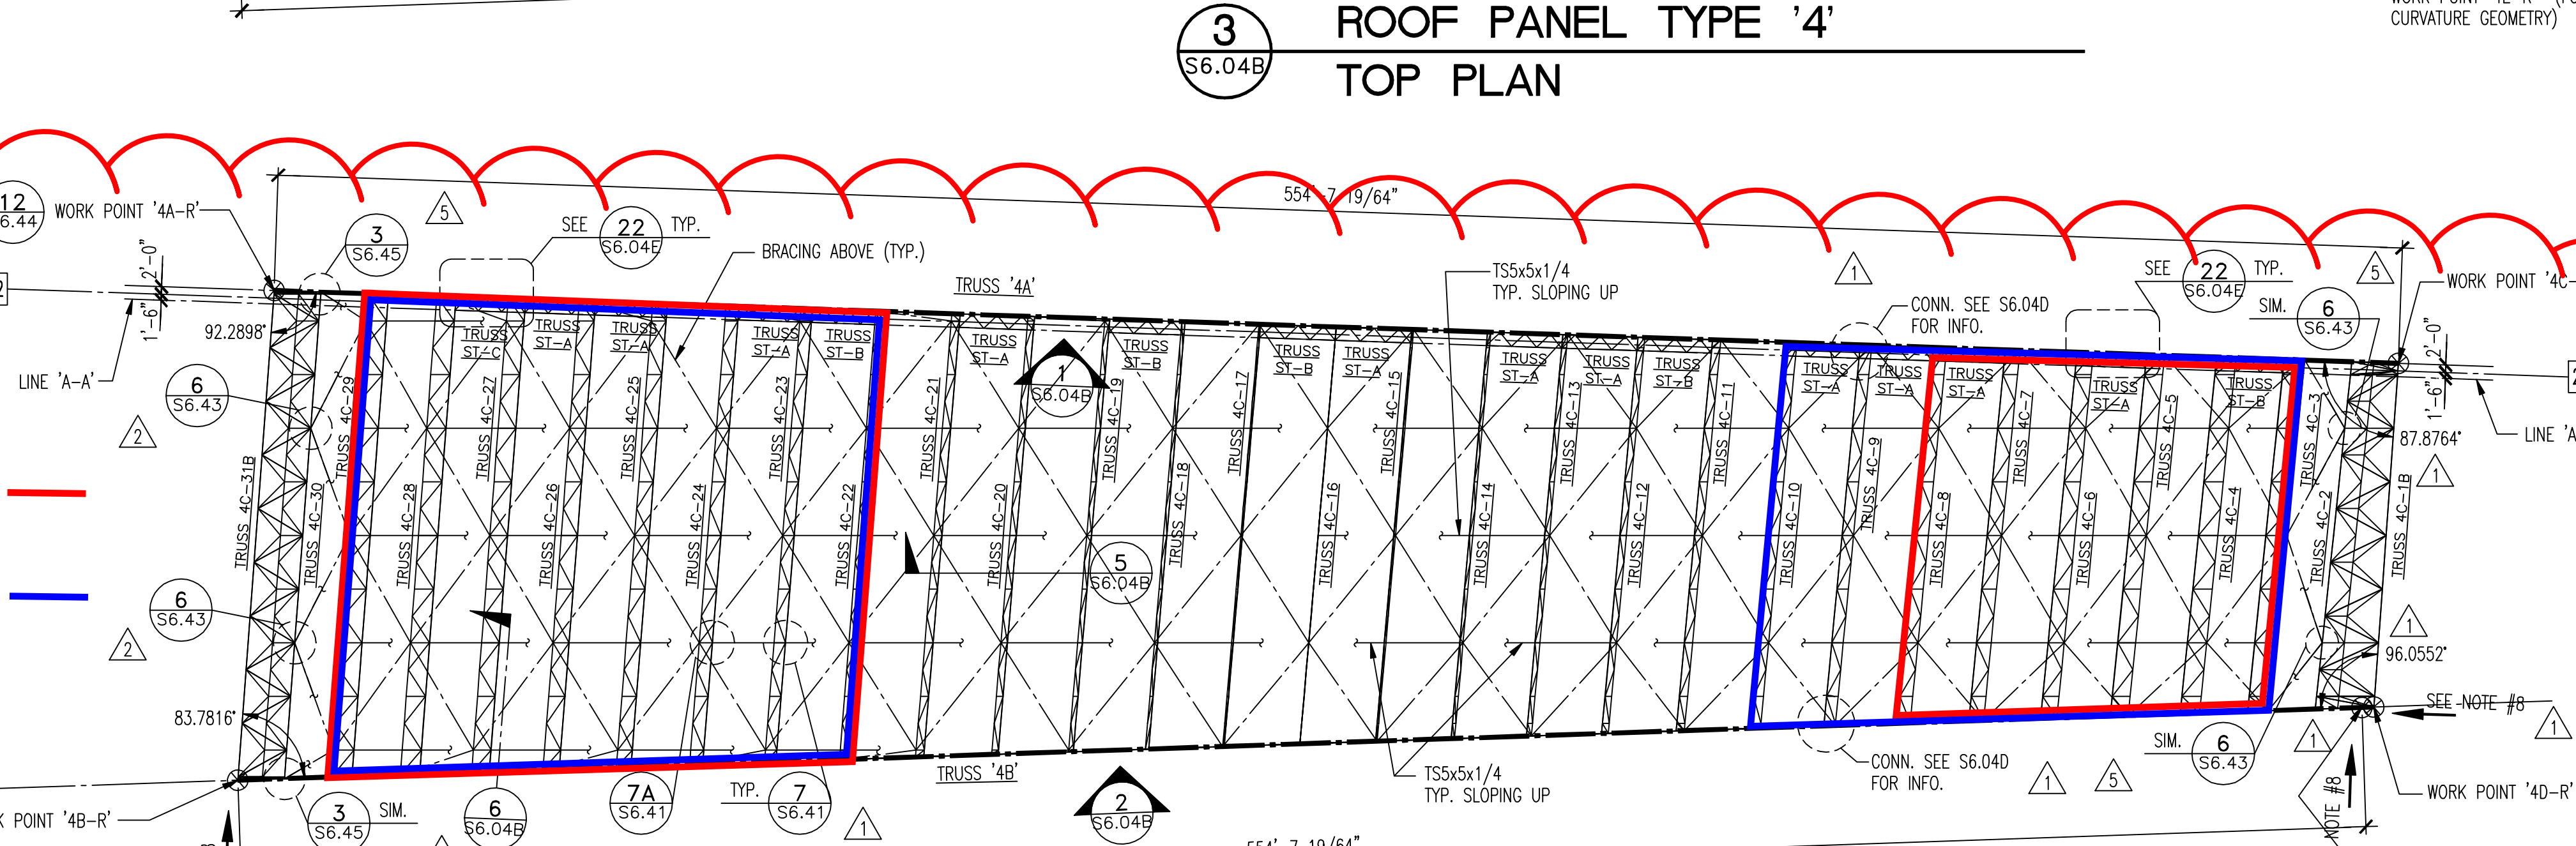 3
S6.04B
ROOF PANEL TYPE '4'
TOP PLAN
CURVATURE GEOMETRY)
554' 7 19/64"
12
6.44
WORK POINT '4A-R'
5
3
S6.45
SEE
22
S6.04E
TYP.
BRACING ABOVE (TYP.)
2'-0"
1'-6"
TRUSS '4A'
TS5x5x1/4
TYP. SLOPING UP
1
CONN. SEE S6.04D
FOR INFO.
SEE
22
S6.04E
TYP.
5
SIM.
6
S6.43
WORK POINT '4C-
2'-0"
1'-6"
LINE 'A-A'
92.2898°
6
S6.43
2
TRUSS
ST-C
TRUSS
ST-A
TRUSS
ST-A
TRUSS
ST-A
TRUSS
ST-B
TRUSS
ST-A
1
S6.04B
TRUSS
ST-B
TRUSS
ST-B
TRUSS
ST-A
TRUSS
ST-A
TRUSS
ST-A
TRUSS
ST-B
TRUSS
ST-A
TRUSS
ST-A
TRUSS
ST-A
TRUSS
ST-A
TRUSS
ST-B
87.8764°
LINE 'A
1
TRUSS 4C-31B
TRUSS 4C-30
TRUSS 4C-29
TRUSS 4C-28
TRUSS 4C-27
TRUSS 4C-26
TRUSS 4C-25
TRUSS 4C-24
TRUSS 4C-23
TRUSS 4C-22
TRUSS 4C-21
TRUSS 4C-20
TRUSS 4C-19
TRUSS 4C-18
TRUSS 4C-17
TRUSS 4C-16
TRUSS 4C-15
TRUSS 4C-14
TRUSS 4C-13
TRUSS 4C-12
TRUSS 4C-11
TRUSS 4C-10
TRUSS 4C-9
TRUSS 4C-8
TRUSS 4C-7
TRUSS 4C-6
TRUSS 4C-5
TRUSS 4C-4
TRUSS 4C-3
TRUSS 4C-2
TRUSS 4C-1B
5
S6.04B
6
S6.43
2
1
96.0552°
83.7816°
SEE NOTE #8
1
K POINT '4B-R'
3
S6.45
SIM.
6
S6.04B
7A
S6.41
TYP.
7
S6.41
1
TRUSS '4B'
2
S6.04B
TS5x5x1/4
TYP. SLOPING UP
CONN. SEE S6.04D
FOR INFO.
1
5
SIM.
6
S6.43
1
NOTE #8
WORK POINT '4D-R'
554' 7 19/64"